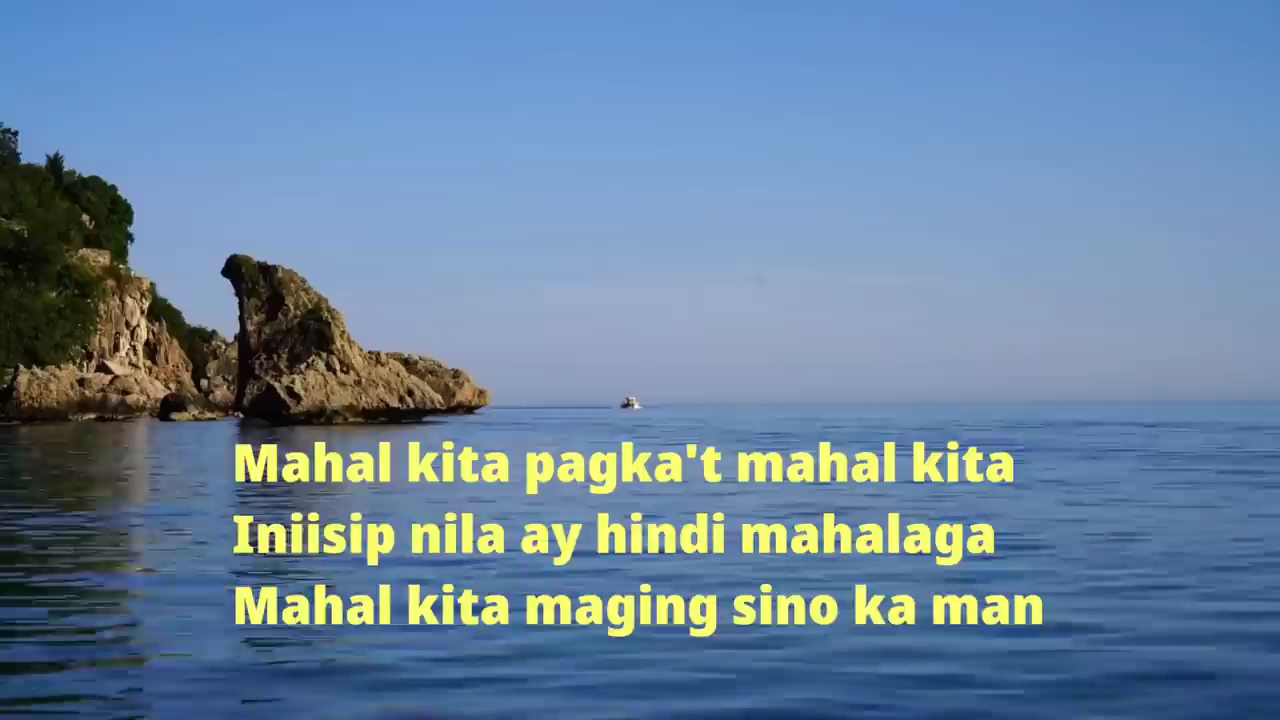 Mahal kita pagka't mahal kita
Iniisip nila ay hindi mahalaga
Mahal kita maging sino ka man